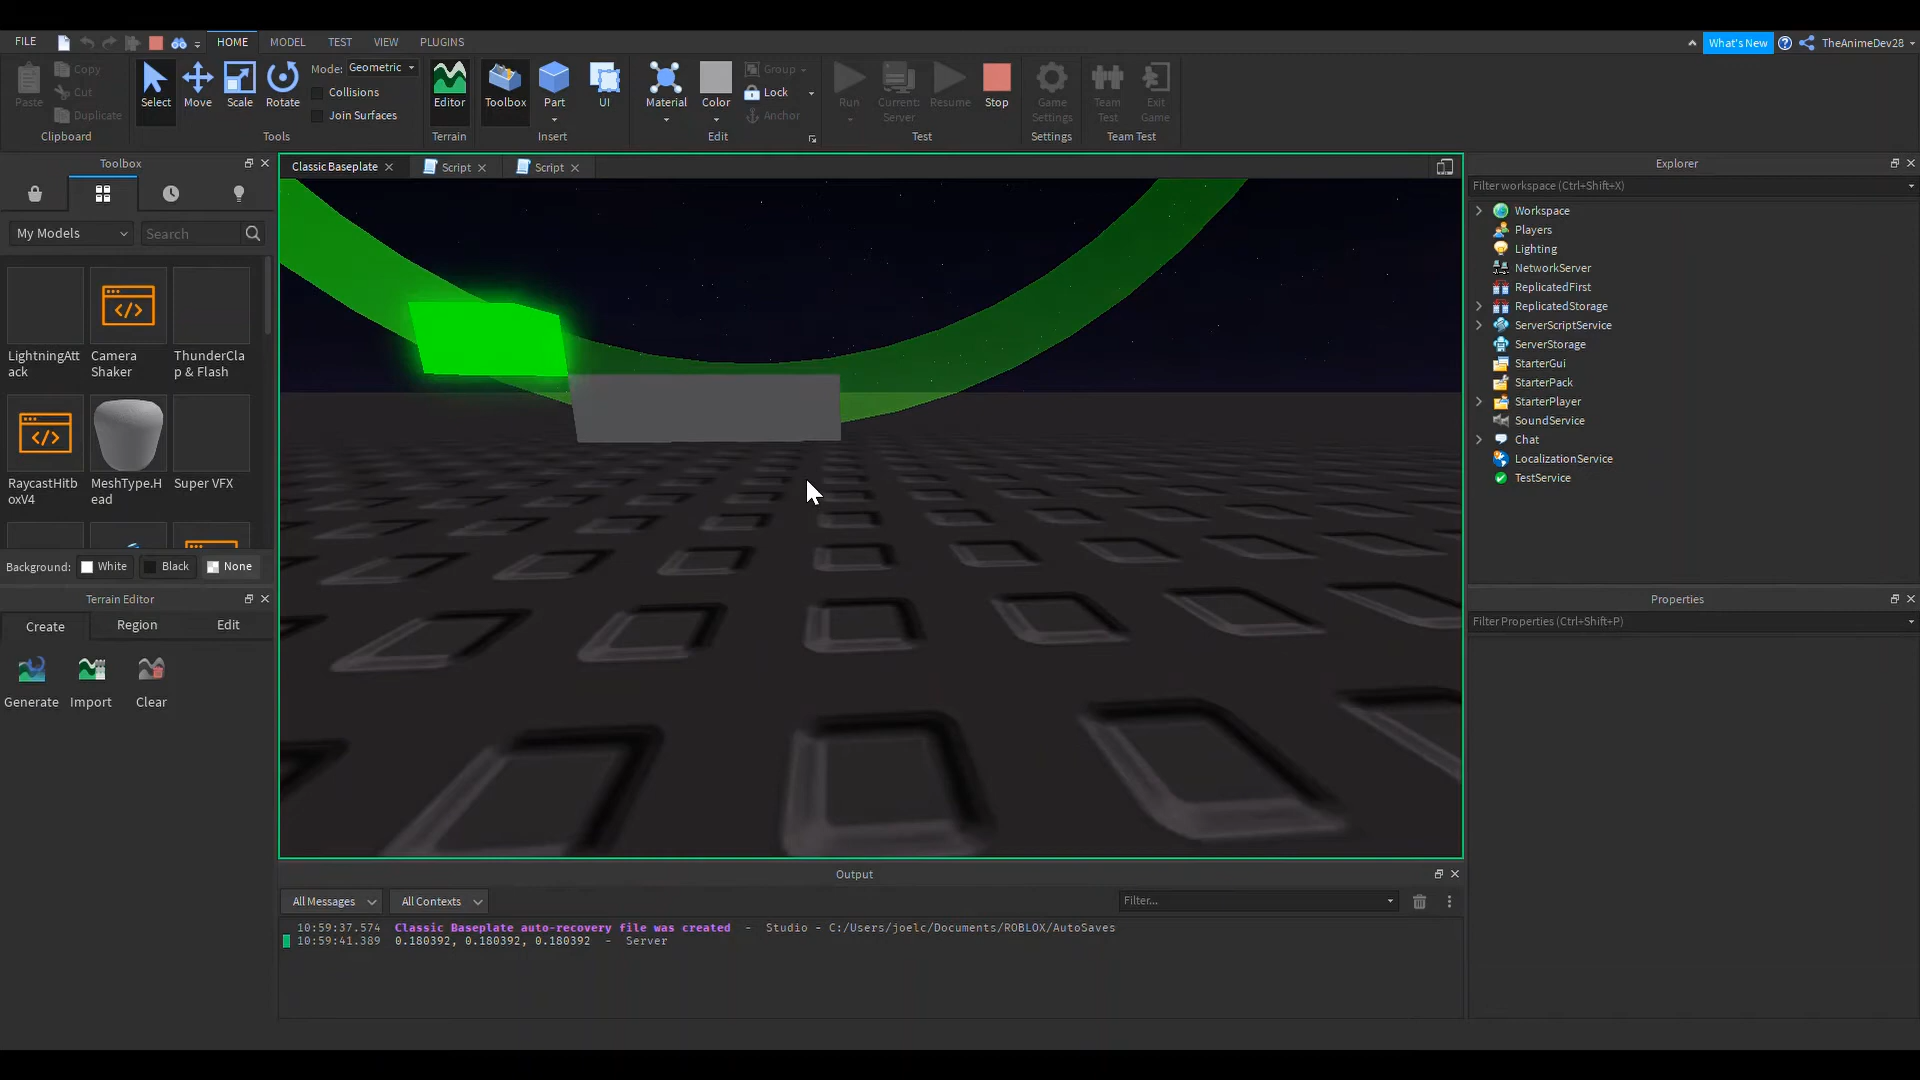 FILE HOME MODEL TEST VIEW PLUGINS What's New TheAnimeDev28
Paste Copy Cut Duplicate
Clipboard
Select Move Scale Rotate
Mode: Geometric
Collisions
Join Surfaces
Tools
Editor
Terrain
Toolbox Part UI
Insert
Material Color Group Lock Anchor
Edit
Run Current: Server Resume Stop
Test
Game Settings
Settings
Team Test Exit Game
Team Test
Toolbox
My Models Search
LightningAtt
ack
Camera
Shaker
ThunderCla
p & Flash
RaycastHitb
oxV4
MeshType.H
ead
Super VFX
Background: White Black None
Terrain Editor
Create Region Edit
Generate Import Clear
Classic Baseplate Script Script
Output
All Messages All Contexts Filter...
10:59:37.574 Classic Baseplate auto-recovery file was created - Studio - C:/Users/joelc/Documents/ROBLOX/AutoSaves
10:59:41.389 0.180392, 0.180392, 0.180392 - Server
Explorer
Filter workspace (Ctrl+Shift+X)
Workspace
Players
Lighting
NetworkServer
ReplicatedFirst
ReplicatedStorage
ServerScriptService
ServerStorage
StarterGui
StarterPack
StarterPlayer
SoundService
Chat
LocalizationService
TestService
Properties
Filter Properties (Ctrl+Shift+P)